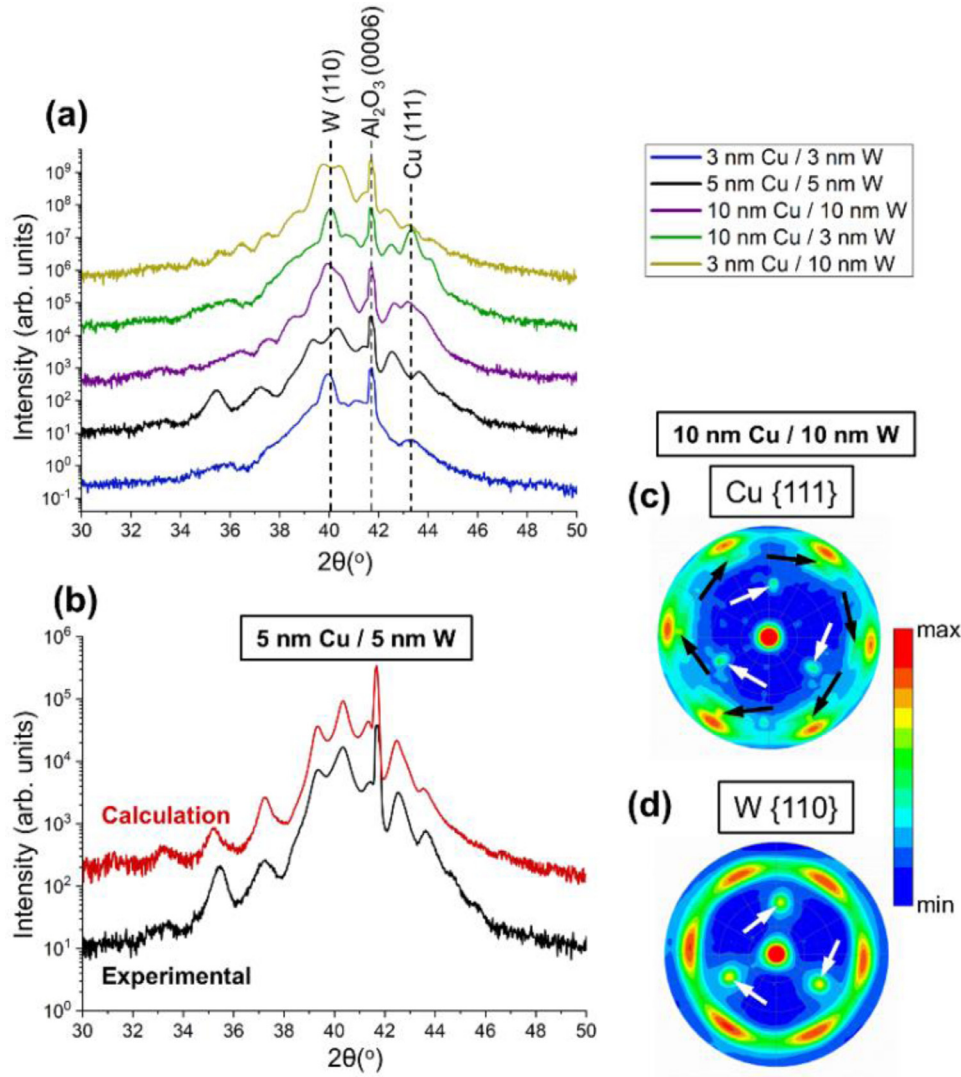 (a)
W (110)
Al₂O₃ (0006)
Cu (111)
Intensity (arb. units)
10⁹
10⁸
10⁷
10⁶
10⁵
10⁴
10³
10²
10¹
10⁰
10⁻¹
30 32 34 36 38 40 42 44 46 48 50
2θ(°)
3 nm Cu / 3 nm W
5 nm Cu / 5 nm W
10 nm Cu / 10 nm W
10 nm Cu / 3 nm W
3 nm Cu / 10 nm W
(b)
5 nm Cu / 5 nm W
Intensity (arb. units)
10⁶
10⁵
10⁴
10³
10²
10¹
10⁰
Calculation
Experimental
30 32 34 36 38 40 42 44 46 48 50
2θ(°)
10 nm Cu / 10 nm W
(c)
Cu {111}
max
min
(d)
W {110}